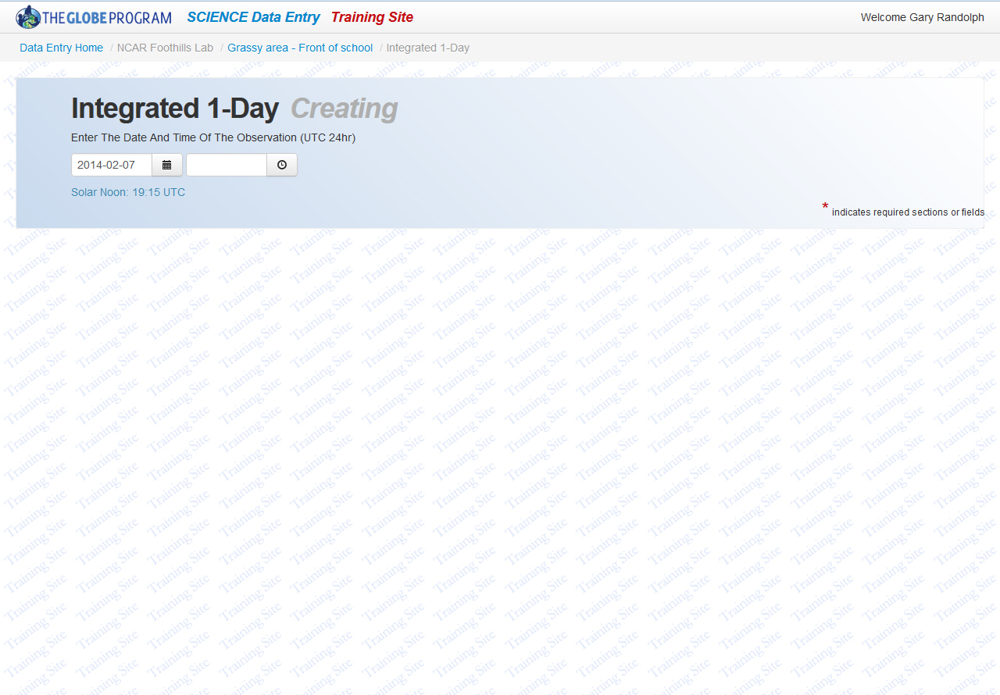 THE GLOBE PROGRAM SCIENCE Data Entry Training Site Welcome Gary Randolph
Data Entry Home / NCAR Foothills Lab / Grassy area - Front of school / Integrated 1-Day
Integrated 1-Day Creating
Enter The Date And Time Of The Observation (UTC 24hr)
2014-02-07
Solar Noon: 19:15 UTC
* indicates required sections or fields
Training Site